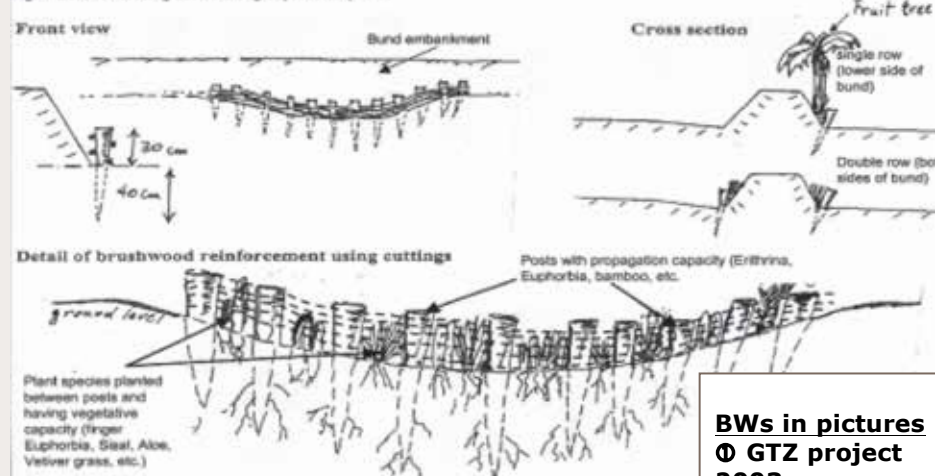 Front view
Bund embankment
30 cm
40 cm
Cross section
Fruit tree
single row
(lower side of
bund)
Double row
sides of bund)
Detail of brushwood reinforcement using cuttings
Posts with propagation capacity (Erithrina,
Euphorbia, bamboo, etc.
ground level
Plant species planted
between posts and
having vegetative
capacity (finger
Euphorbia, Sisal, Aloe,
Vetiver grass, etc.)
BWs in pictures
① GTZ project